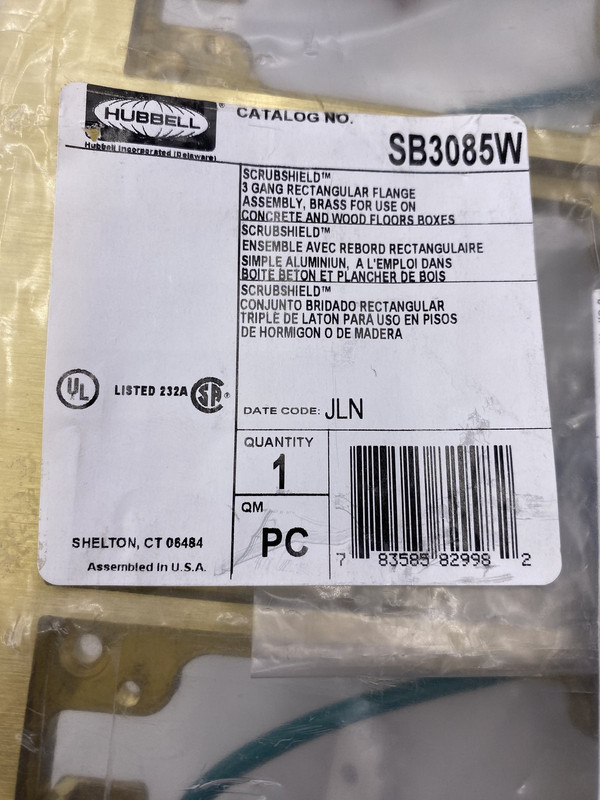 HUBBELL®
Hubbell Incorporated (Delaware)
CATALOG NO.
SB3085W
SCRUBSHIELD™
3 GANG RECTANGULAR FLANGE
ASSEMBLY, BRASS FOR USE ON
CONCRETE AND WOOD FLOORS BOXES
SCRUBSHIELD™
ENSEMBLE AVEC REBORD RECTANGULAIRE
SIMPLE ALUMINIUN, A L'EMPLOI DANS
BOITE BETON ET PLANCHER DE BOIS
SCRUBSHIELD™
CONJUNTO BRIDADO RECTANGULAR
TRIPLE DE LATON PARA USO EN PISOS
DE HORMIGON O DE MADERA
UL LISTED 232A SA®
DATE CODE: JLN
QUANTITY
1
QM
PC
SHELTON, CT 06484
Assembled in U.S.A.
7 83585 82998 2